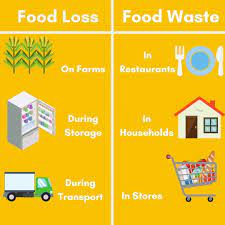 Food Loss
On Farms
During
Storage
During
Transport
Food Waste
In
Restaurants
in
Households
In Stores